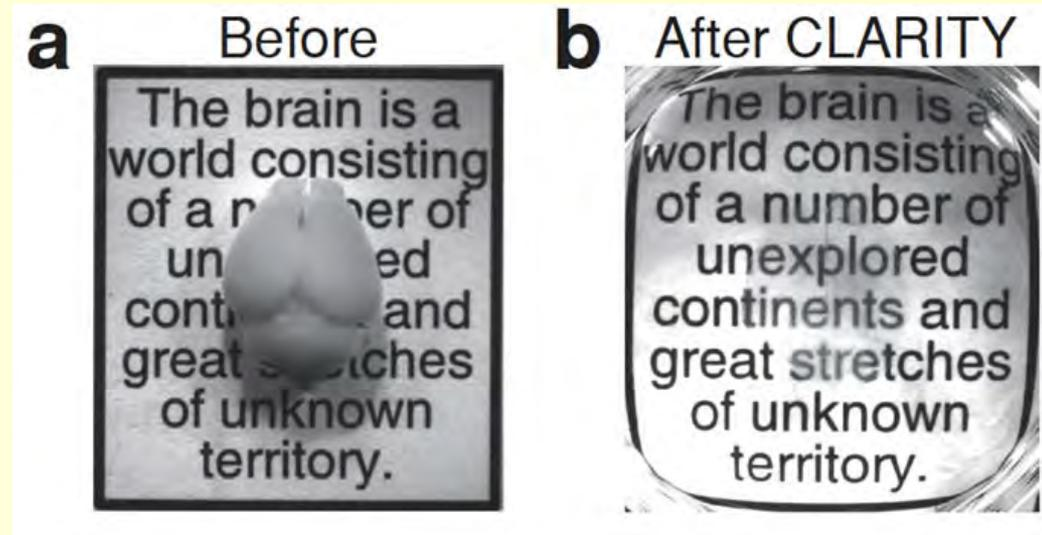 a Before
The brain is a
world consisting
of a of
and
great
of unknown
territory.
b After CLARITY
The brain is a
world consisting
of a number of
unexplored
continents and
great stretches
of unknown
territory.